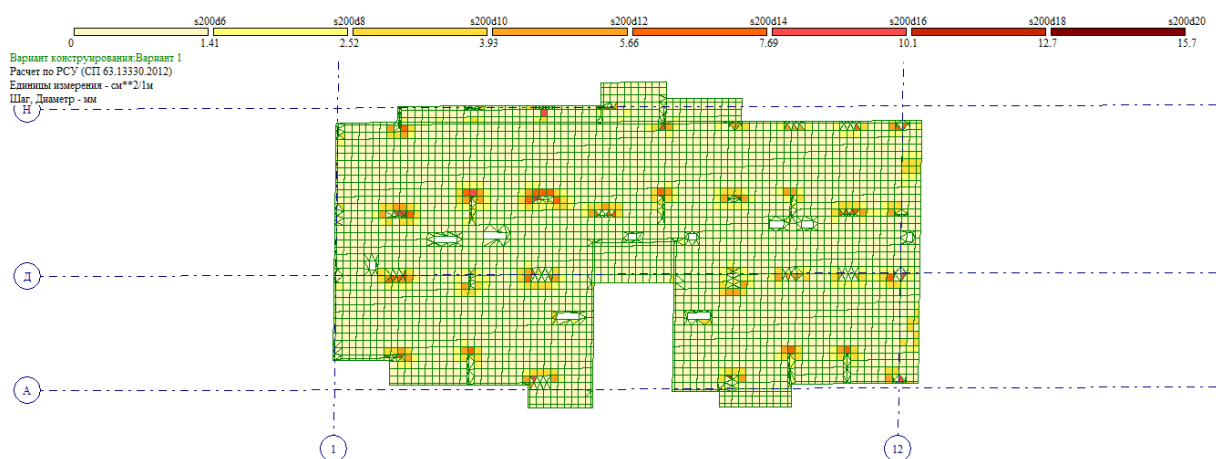 s200d6 s200d8 s200d10 s200d12 s200d14 s200d16 s200d18 s200d20
0 1.41 2.52 3.93 5.66 7.69 10.1 12.7 15.7
Вариант конструирования:Вариант 1
Расчет по РСУ (СП 63.13330.2012)
Единицы измерения - см**2/1м
Шаг, Диаметр - мм
Н
Д
А
1 12